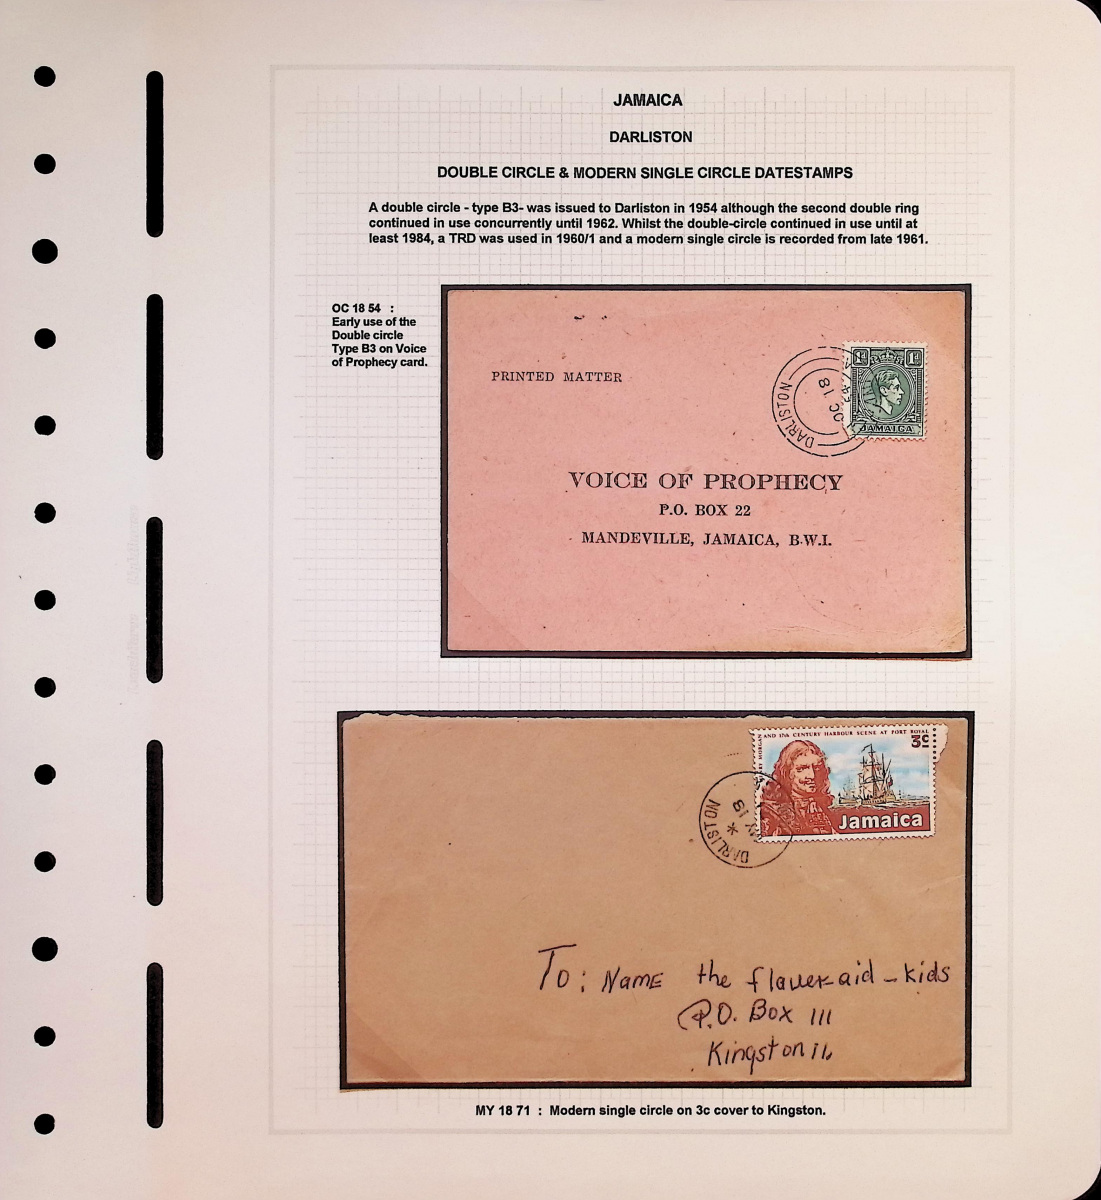 JAMAICA
DARLISTON
DOUBLE CIRCLE & MODERN SINGLE CIRCLE DATESTAMPS
A double circle - type B3- was issued to Darliston in 1954 although the second double ring
continued in use concurrently until 1962. Whilst the double-circle continued in use until at
least 1984, a TRD was used in 1960/1 and a modern single circle is recorded from late 1961.
OC 18 54 :
Early use of the
Double circle
Type B3 on Voice
of Prophecy card.
PRINTED MATTER
DARLISTON
OC 18
1D 1D
JAMAICA
VOICE OF PROPHECY
P.O. BOX 22
MANDEVILLE, JAMAICA, B.W.I.
MORGAN AND 17th CENTURY HARBOUR SCENE AT PORT ROYAL
3c
Jamaica
DARLISTON
MY 18
To: Name the flaver-aid-kids
P.O. Box 111
Kingston 11,
MY 18 71 : Modern single circle on 3c cover to Kingston.